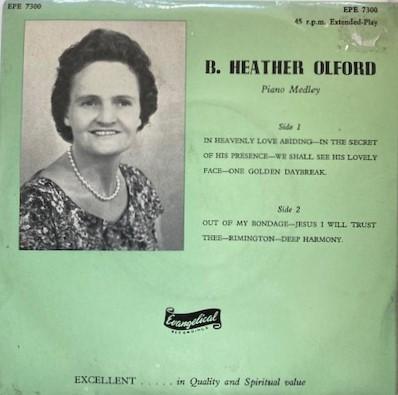 EPE 7300
EPE 7300
45 r.p.m. Extended-Play
B. HEATHER OLFORD
Piano Medley
Side 1
IN HEAVENLY LOVE ABIDING—IN THE SECRET
OF HIS PRESENCE—WE SHALL SEE HIS LOVELY
FACE—ONE GOLDEN DAYBREAK.
Side 2
OUT OF MY BONDAGE—JESUS I WILL TRUST
THEE—RIMINGTON—DEEP HARMONY.
Evangelical
RECORDINGS
EXCELLENT . . . . . in Quality and Spiritual value